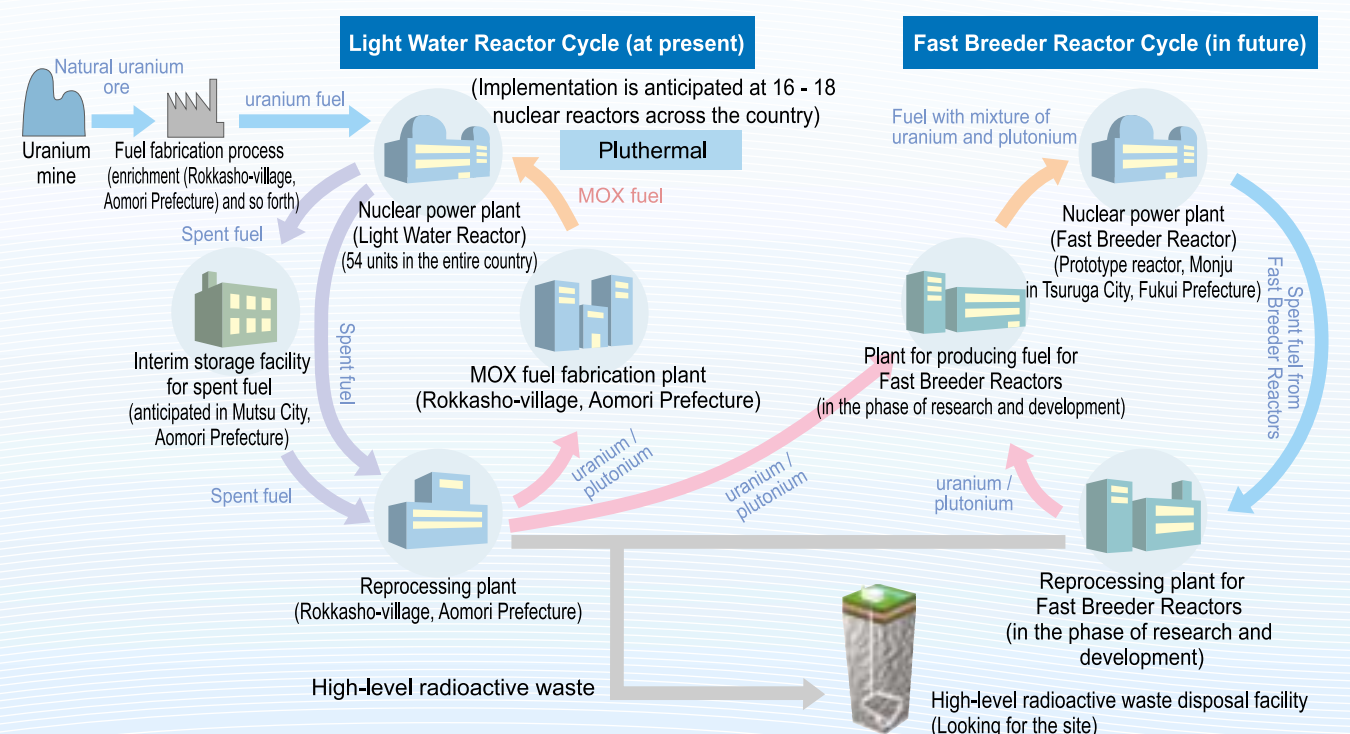 Light Water Reactor Cycle (at present)
Fast Breeder Reactor Cycle (in future)
Natural uranium
ore
uranium fuel
(Implementation is anticipated at 16 - 18
nuclear reactors across the country)
Pluthermal
Fuel with mixture of
uranium and plutonium
Uranium
mine
Fuel fabrication process
(enrichment (Rokkasho-village,
Aomori Prefecture) and so forth)
MOX fuel
Nuclear power plant
(Light Water Reactor)
(54 units in the entire country)
Nuclear power plant
(Fast Breeder Reactor)
(Prototype reactor, Monju
in Tsuruga City, Fukui Prefecture)
Spent fuel
Spent fuel
Spent fuel from
Fast Breeder Reactors
Interim storage facility
for spent fuel
(anticipated in Mutsu City,
Aomori Prefecture)
MOX fuel fabrication plant
(Rokkasho-village, Aomori Prefecture)
Plant for producing fuel for
Fast Breeder Reactors
(in the phase of research and development)
Spent fuel
uranium /
plutonium
uranium /
plutonium
uranium /
plutonium
Reprocessing plant
(Rokkasho-village, Aomori Prefecture)
Reprocessing plant for
Fast Breeder Reactors
(in the phase of research and
development)
High-level radioactive waste
High-level radioactive waste disposal facility
(Looking for the site)